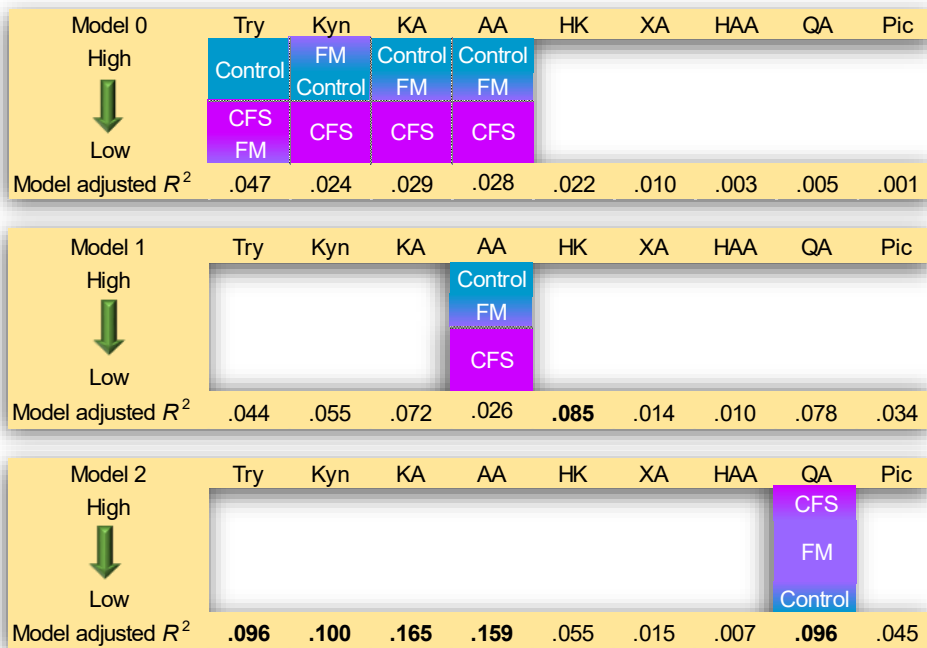 Model 0 Try Kyn KA AA HK XA HAA QA Pic
High Control FM Control Control
Control FM FM
CFS CFS CFS CFS
Low FM
Model adjusted R² .047 .024 .029 .028 .022 .010 .003 .005 .001
Model 1 Try Kyn KA AA HK XA HAA QA Pic
High Control
FM
CFS
Low
Model adjusted R² .044 .055 .072 .026 .085 .014 .010 .078 .034
Model 2 Try Kyn KA AA HK XA HAA QA Pic
High CFS
FM
Low Control
Model adjusted R² .096 .100 .165 .159 .055 .015 .007 .096 .045